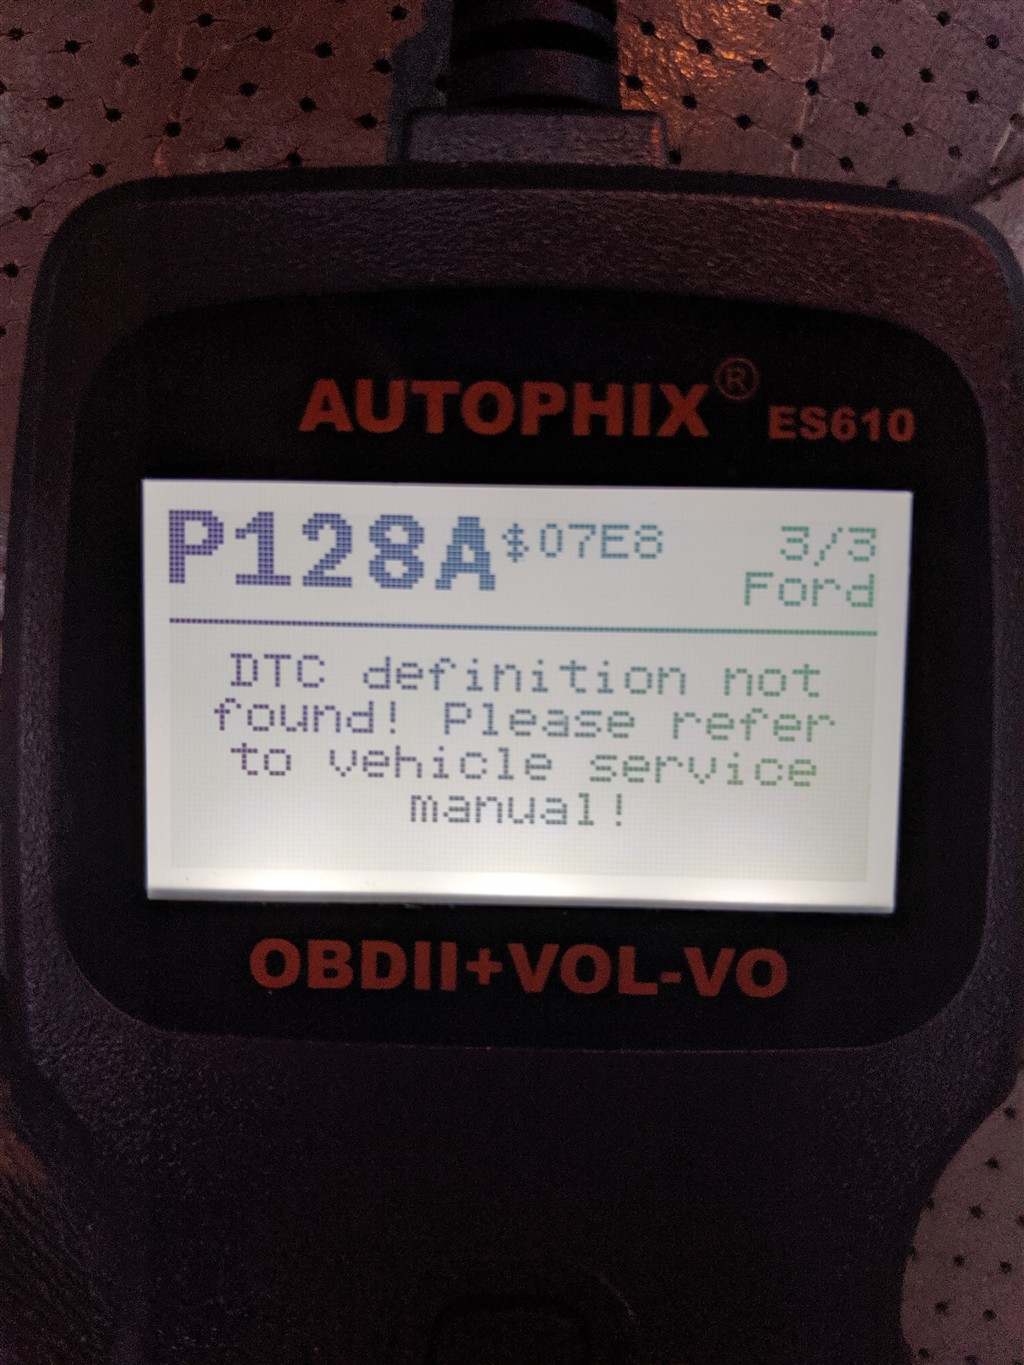 AUTOPHIX® ES610
P128A $07E8 3/3
Ford
DTC definition not
found! Please refer
to vehicle service
manual!
OBDII+VOL-VO